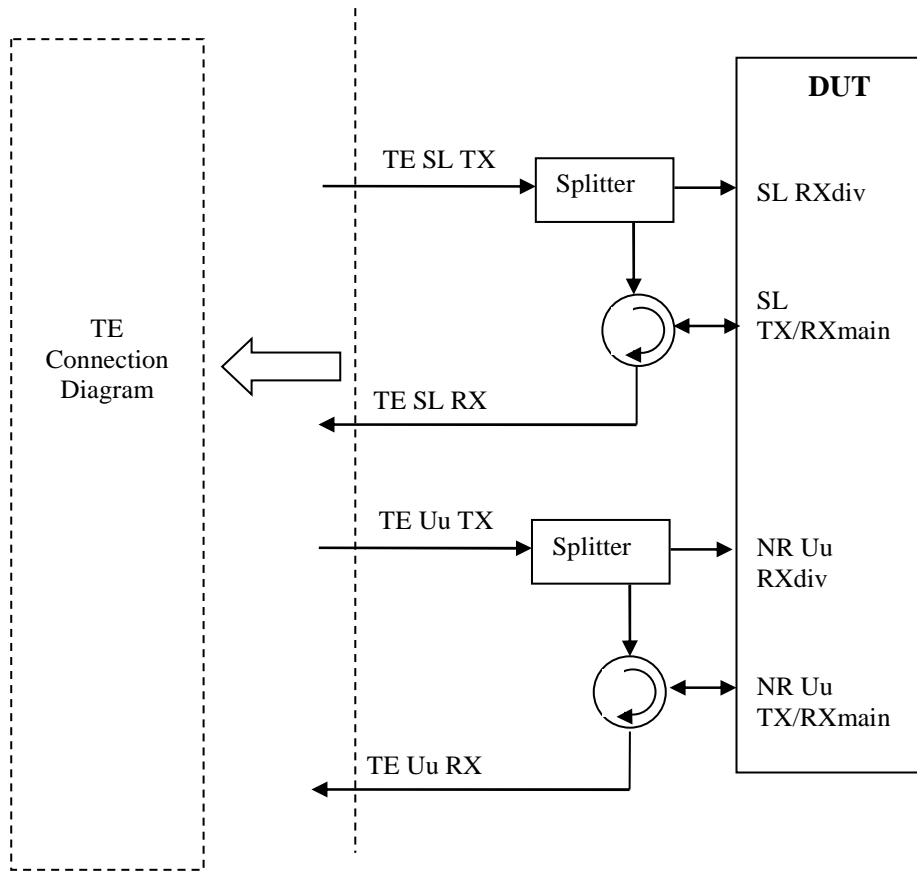 DUT
TE SL TX
Splitter
SL RXdiv
SL
TX/RXmain
TE
Connection
Diagram
TE SL RX
TE Uu TX
Splitter
NR Uu
RXdiv
NR Uu
TX/RXmain
TE Uu RX